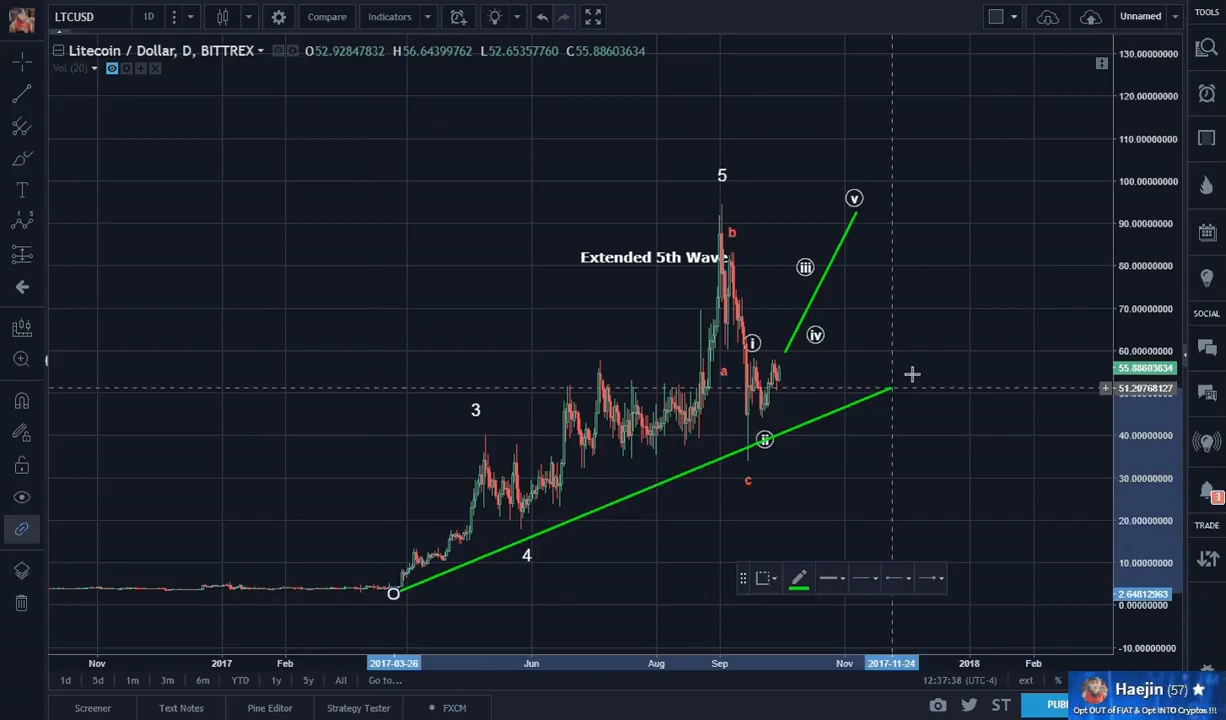 LTCUSD 1D Compare Indicators Unnamed TOOLS
Litecoin / Dollar, D, BITTREX O52.92847832 H56.64399762 L52.65357760 C55.88603634
Vol (20)
130.00000000
120.00000000
110.00000000
100.00000000
90.00000000
80.00000000
70.00000000
60.00000000
55.88603634
51.20768127
40.00000000
30.00000000
20.00000000
10.00000000
2.64812963
0.00000000
-10.00000000
5
v
b
Extended 5th Wave
iii
iv
i
a
3
ii
c
4
O
SOCIAL
3
TRADE
Nov 2017 Feb 2017-03-26 Jun Aug Sep Nov 2017-11-24 2018 Feb
1d 5d 1m 3m 6m YTD 1y 5y All Go to... 12:37:38 (UTC-4) ext %
Screener Text Notes Pine Editor Strategy Tester FXCM ST PUB
Haejin (57)
Opt OUT of FIAT & Opt INTO Cryptos !!!